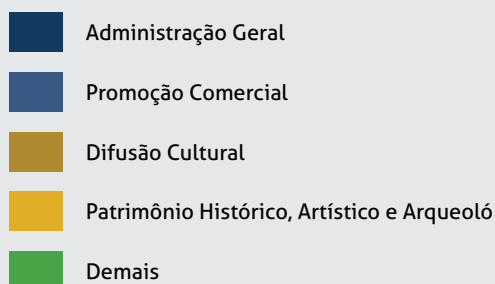 Administração Geral
Promoção Comercial
Difusão Cultural
Patrimônio Histórico, Artístico e Arqueoló
Demais